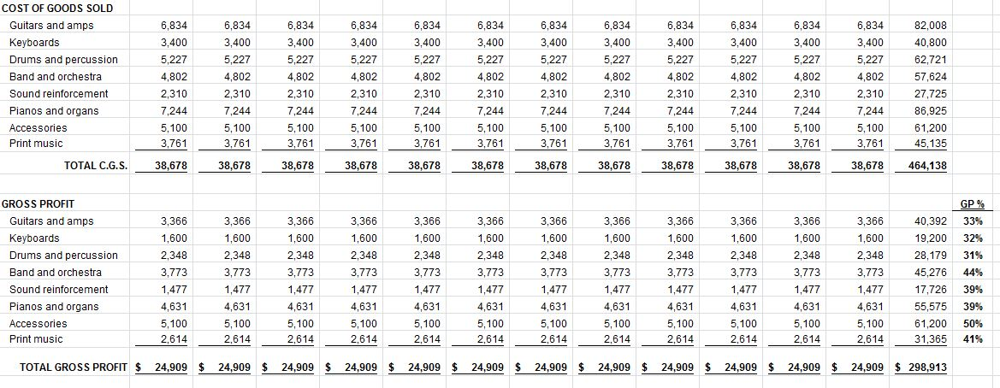 COST OF GOODS SOLD
Guitars and amps 6,834 6,834 6,834 6,834 6,834 6,834 6,834 6,834 6,834 6,834 6,834 6,834 82,008
Keyboards 3,400 3,400 3,400 3,400 3,400 3,400 3,400 3,400 3,400 3,400 3,400 3,400 40,800
Drums and percussion 5,227 5,227 5,227 5,227 5,227 5,227 5,227 5,227 5,227 5,227 5,227 5,227 62,721
Band and orchestra 4,802 4,802 4,802 4,802 4,802 4,802 4,802 4,802 4,802 4,802 4,802 4,802 57,624
Sound reinforcement 2,310 2,310 2,310 2,310 2,310 2,310 2,310 2,310 2,310 2,310 2,310 2,310 27,725
Pianos and organs 7,244 7,244 7,244 7,244 7,244 7,244 7,244 7,244 7,244 7,244 7,244 7,244 86,925
Accessories 5,100 5,100 5,100 5,100 5,100 5,100 5,100 5,100 5,100 5,100 5,100 5,100 61,200
Print music 3,761 3,761 3,761 3,761 3,761 3,761 3,761 3,761 3,761 3,761 3,761 3,761 45,135
TOTAL C.G.S. 38,678 38,678 38,678 38,678 38,678 38,678 38,678 38,678 38,678 38,678 38,678 38,678 464,138
GROSS PROFIT GP %
Guitars and amps 3,366 3,366 3,366 3,366 3,366 3,366 3,366 3,366 3,366 3,366 3,366 3,366 40,392 33%
Keyboards 1,600 1,600 1,600 1,600 1,600 1,600 1,600 1,600 1,600 1,600 1,600 1,600 19,200 32%
Drums and percussion 2,348 2,348 2,348 2,348 2,348 2,348 2,348 2,348 2,348 2,348 2,348 2,348 28,179 31%
Band and orchestra 3,773 3,773 3,773 3,773 3,773 3,773 3,773 3,773 3,773 3,773 3,773 3,773 45,276 44%
Sound reinforcement 1,477 1,477 1,477 1,477 1,477 1,477 1,477 1,477 1,477 1,477 1,477 1,477 17,726 39%
Pianos and organs 4,631 4,631 4,631 4,631 4,631 4,631 4,631 4,631 4,631 4,631 4,631 4,631 55,575 39%
Accessories 5,100 5,100 5,100 5,100 5,100 5,100 5,100 5,100 5,100 5,100 5,100 5,100 61,200 50%
Print music 2,614 2,614 2,614 2,614 2,614 2,614 2,614 2,614 2,614 2,614 2,614 2,614 31,365 41%
TOTAL GROSS PROFIT $ 24,909 $ 24,909 $ 24,909 $ 24,909 $ 24,909 $ 24,909 $ 24,909 $ 24,909 $ 24,909 $ 24,909 $ 24,909 $ 24,909 $ 298,913